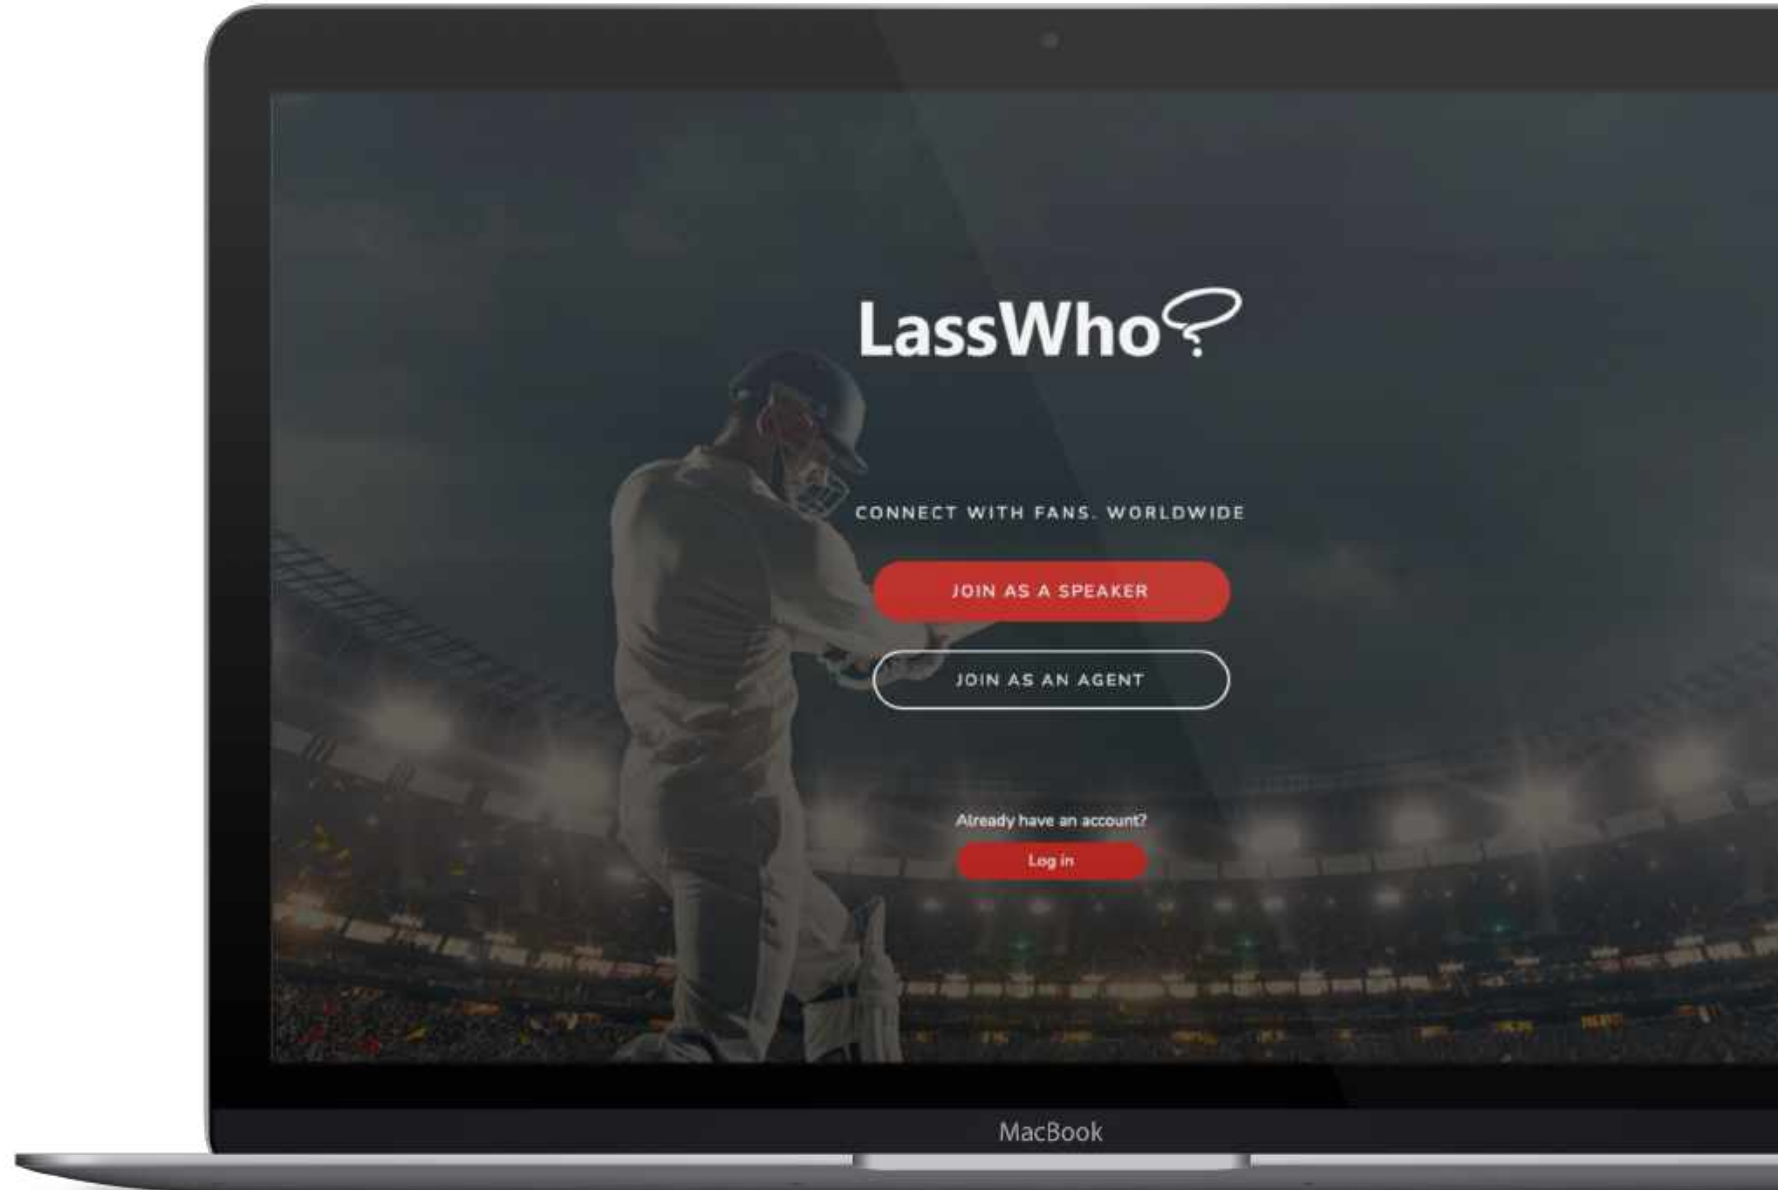 LassWho?
CONNECT WITH FANS. WORLDWIDE
JOIN AS A SPEAKER
JOIN AS AN AGENT
Already have an account?
Log in
MacBook